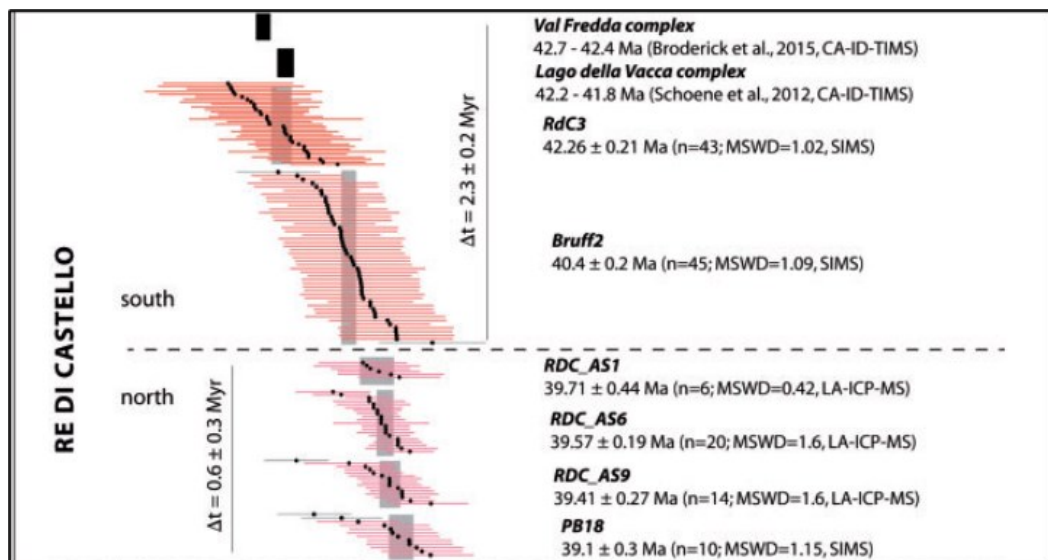 Val Fredda complex
42.7 - 42.4 Ma (Broderick et al., 2015, CA-ID-TIMS)
Lago della Vacca complex
42.2 - 41.8 Ma (Schoene et al., 2012, CA-ID-TIMS)
RdC3
42.26 ± 0.21 Ma (n=43; MSWD=1.02, SIMS)
Δt = 2.3 ± 0.2 Myr
Bruff2
40.4 ± 0.2 Ma (n=45; MSWD=1.09, SIMS)
RE DI CASTELLO
south
north
Δt = 0.6 ± 0.3 Myr
RDC_AS1
39.71 ± 0.44 Ma (n=6; MSWD=0.42, LA-ICP-MS)
RDC_AS6
39.57 ± 0.19 Ma (n=20; MSWD=1.6, LA-ICP-MS)
RDC_AS9
39.41 ± 0.27 Ma (n=14; MSWD=1.6, LA-ICP-MS)
PB18
39.1 ± 0.3 Ma (n=10; MSWD=1.15, SIMS)